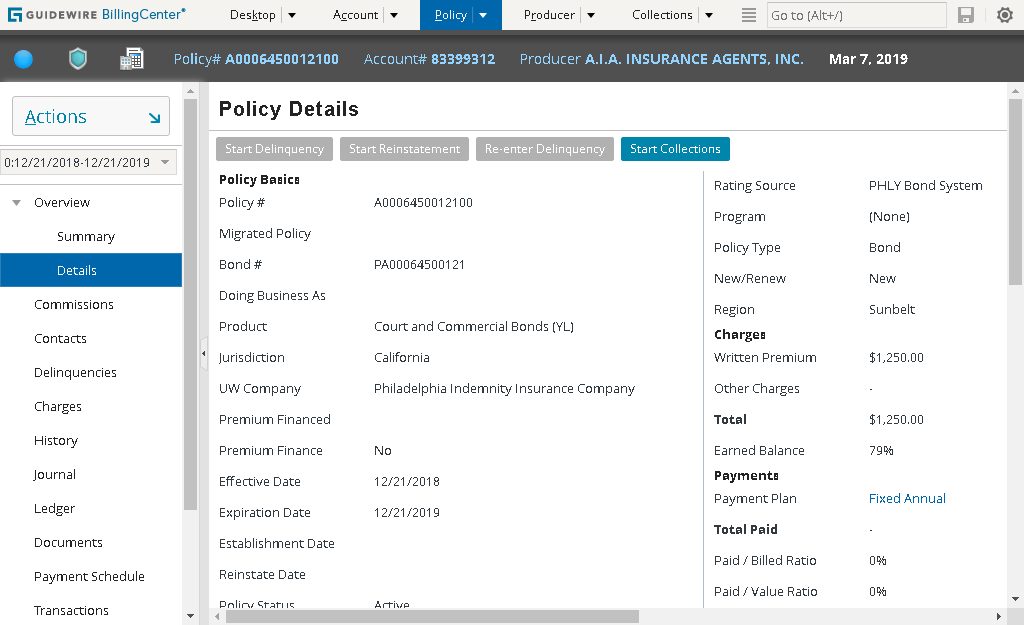 GUIDEWIRE BillingCenter® Desktop Account Policy Producer Collections Go to (Alt+/)
Policy# A0006450012100 Account# 83399312 Producer A.I.A. INSURANCE AGENTS, INC. Mar 7, 2019
Actions
0:12/21/2018-12/21/2019
Overview
Summary
Details
Commissions
Contacts
Delinquencies
Charges
History
Journal
Ledger
Documents
Payment Schedule
Transactions
Policy Details
Start Delinquency Start Reinstatement Re-enter Delinquency Start Collections
Policy Basics
Policy # A0006450012100
Migrated Policy
Bond # PA00064500121
Doing Business As
Product Court and Commercial Bonds (YL)
Jurisdiction California
UW Company Philadelphia Indemnity Insurance Company
Premium Financed
Premium Finance No
Effective Date 12/21/2018
Expiration Date 12/21/2019
Establishment Date
Reinstate Date
Policy Status Active
Rating Source PHLY Bond System
Program (None)
Policy Type Bond
New/Renew New
Region Sunbelt
Charges
Written Premium $1,250.00
Other Charges -
Total $1,250.00
Earned Balance 79%
Payments
Payment Plan Fixed Annual
Total Paid -
Paid / Billed Ratio 0%
Paid / Value Ratio 0%